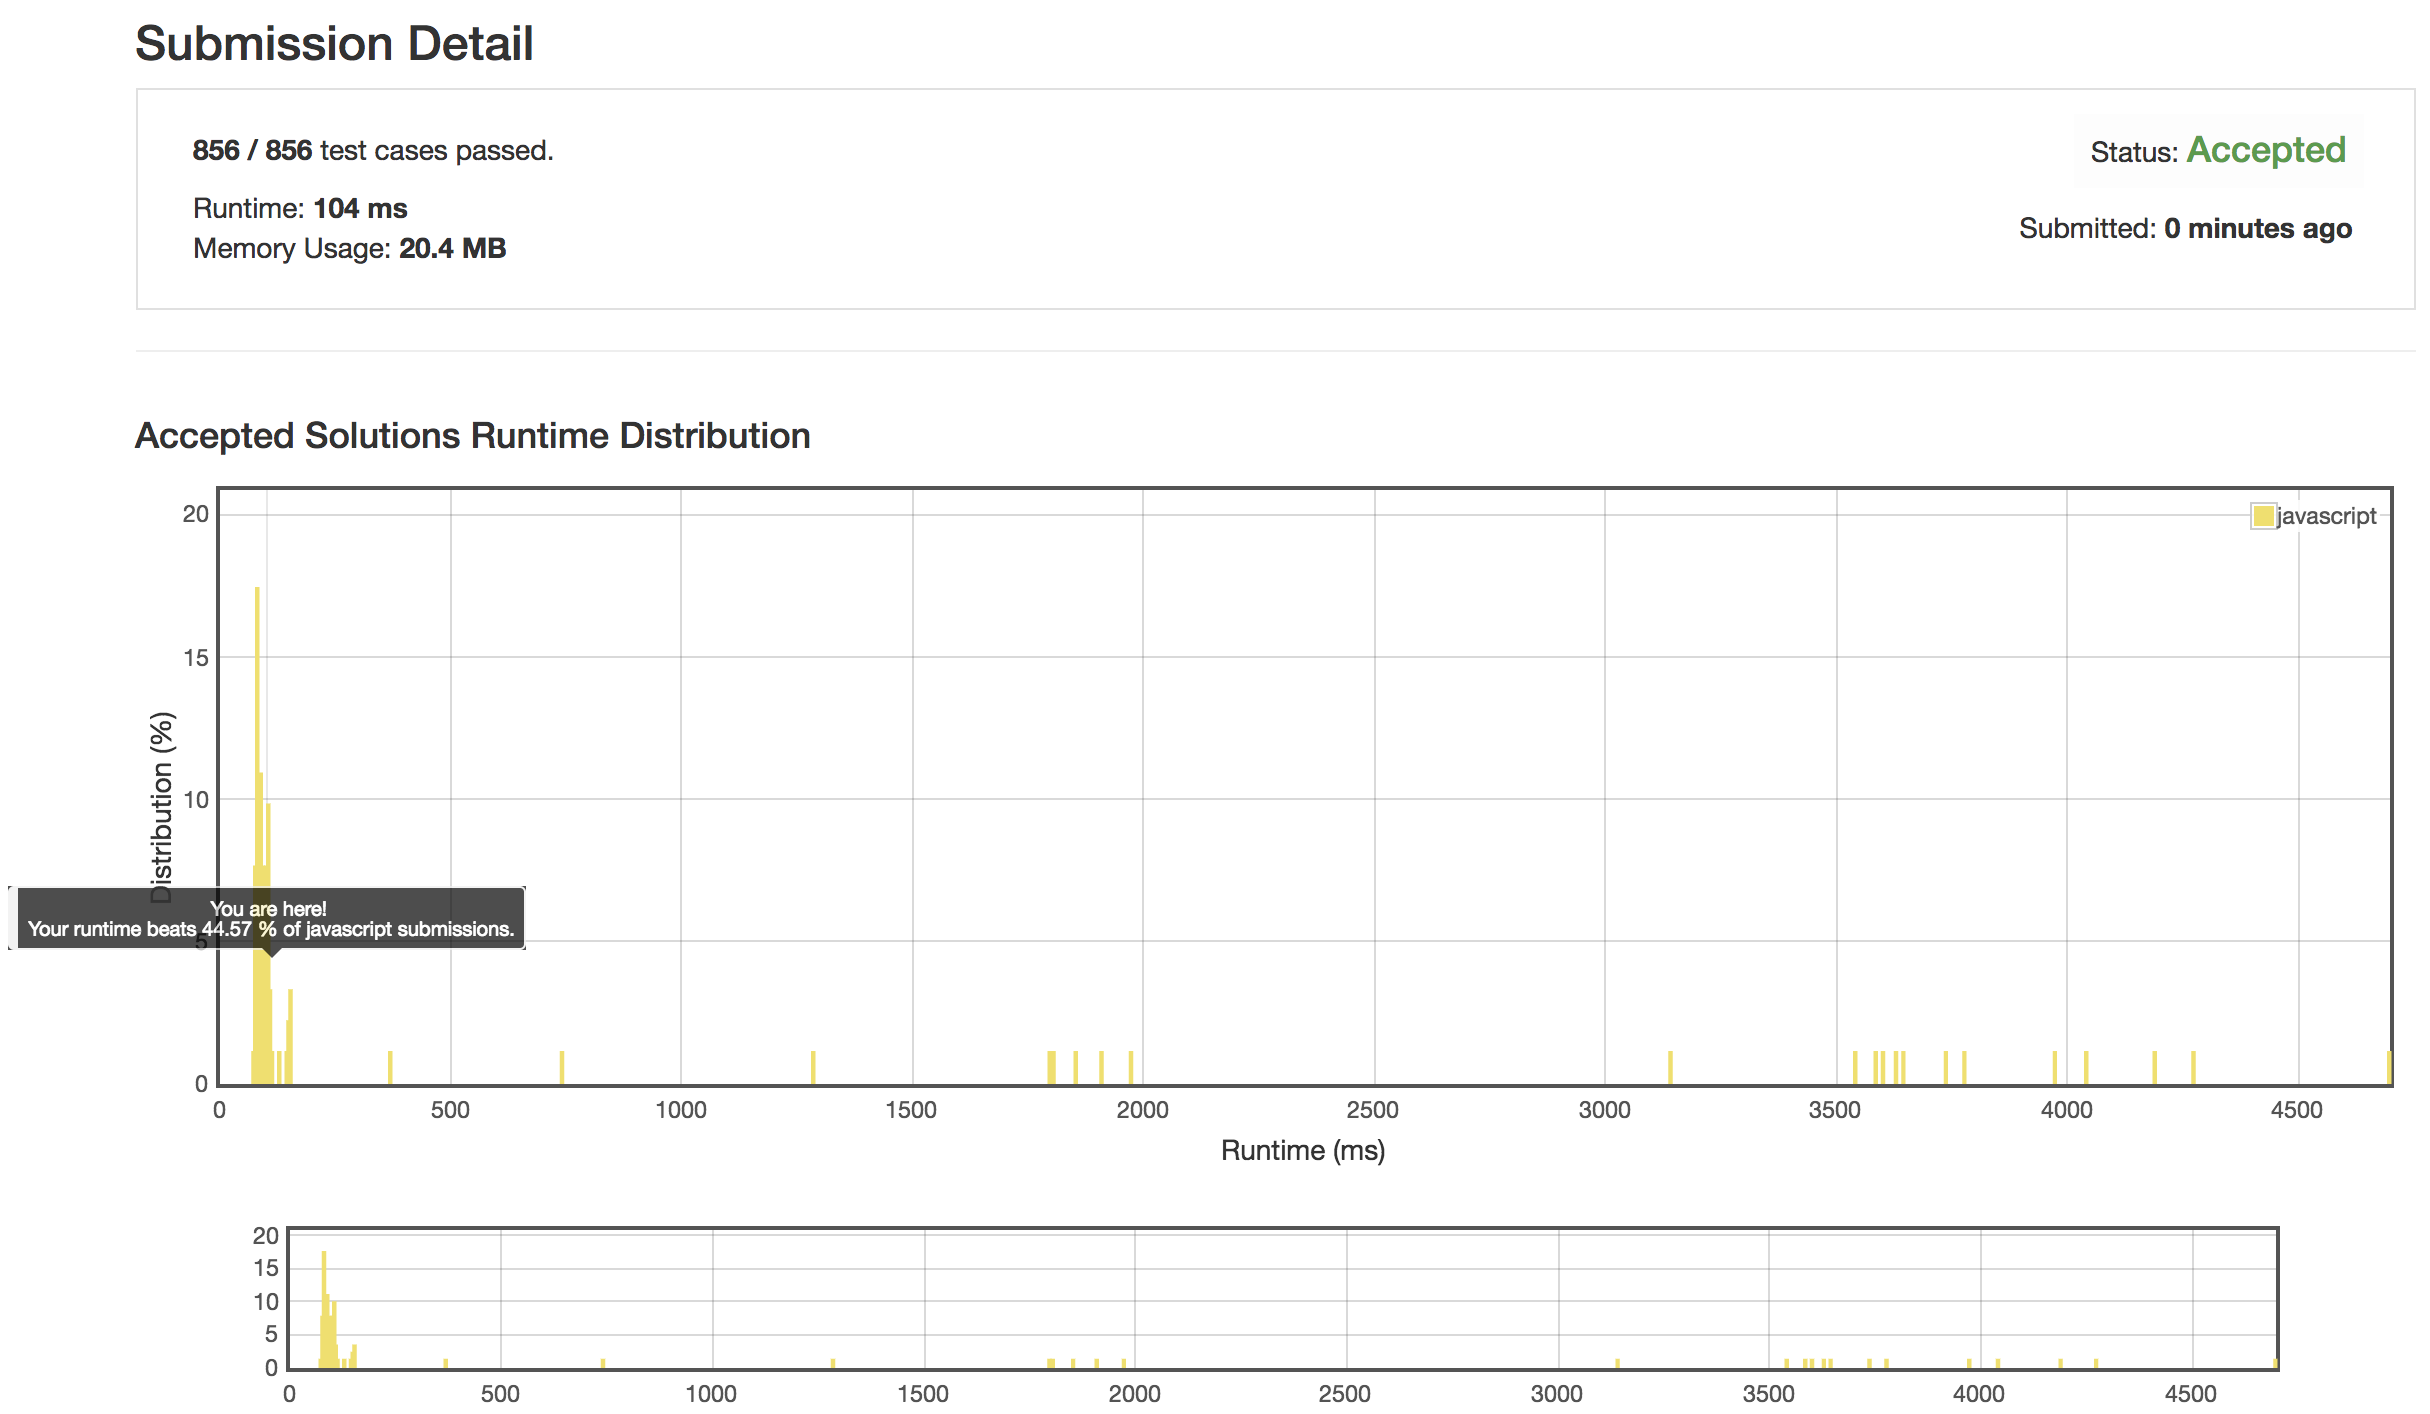 Submission Detail
856 / 856 test cases passed.
Status: Accepted
Runtime: 104 ms
Memory Usage: 20.4 MB
Submitted: 0 minutes ago
Accepted Solutions Runtime Distribution
20
15
10
5
0
Distribution (%)
javascript
You are here!
Your runtime beats 44.57 % of javascript submissions.
0 500 1000 1500 2000 2500 3000 3500 4000 4500
Runtime (ms)
20
15
10
5
0
0 500 1000 1500 2000 2500 3000 3500 4000 4500